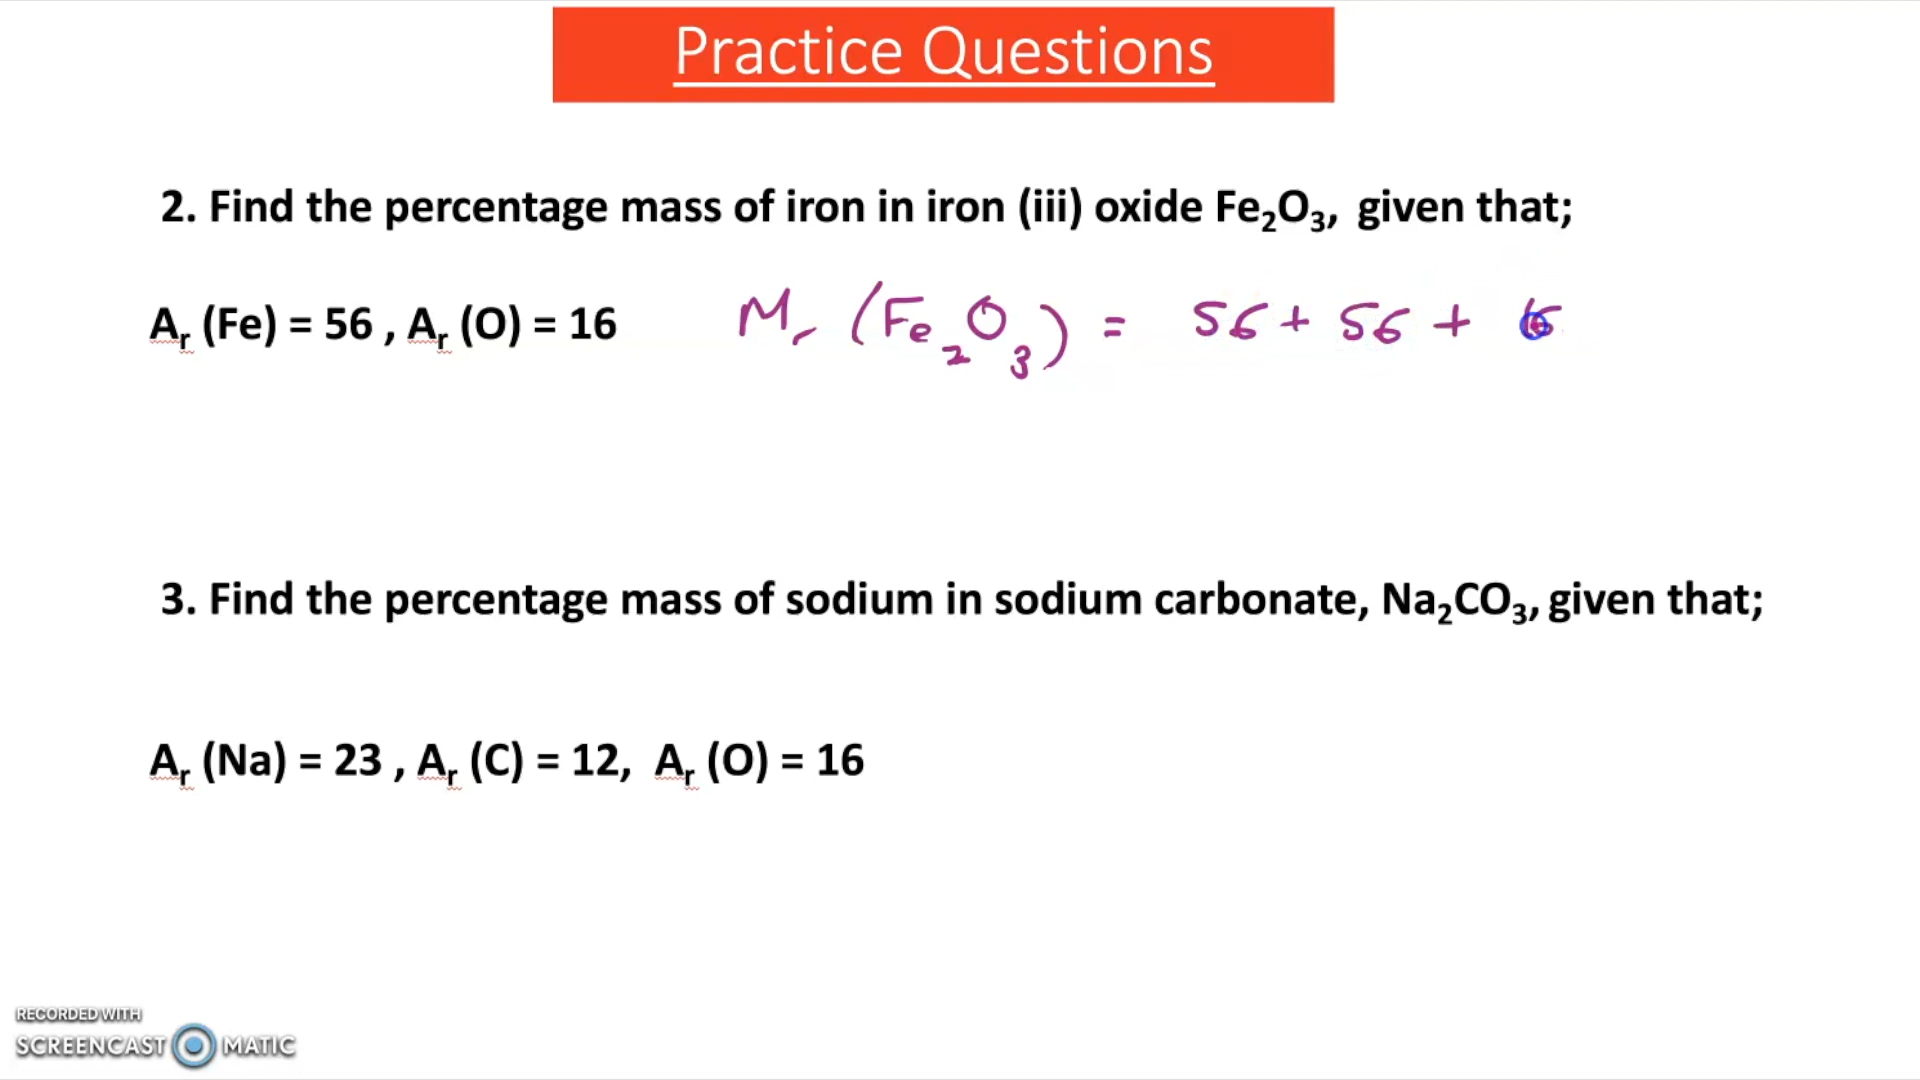 Practice Questions
2. Find the percentage mass of iron in iron (iii) oxide Fe₂O₃, given that;
Aᵣ (Fe) = 56 , Aᵣ (O) = 16
Mᵣ (Fe₂O₃) = 56 + 56 +
3. Find the percentage mass of sodium in sodium carbonate, Na₂CO₃, given that;
Aᵣ (Na) = 23 , Aᵣ (C) = 12, Aᵣ (O) = 16
RECORDED WITH
SCREENCAST MATIC